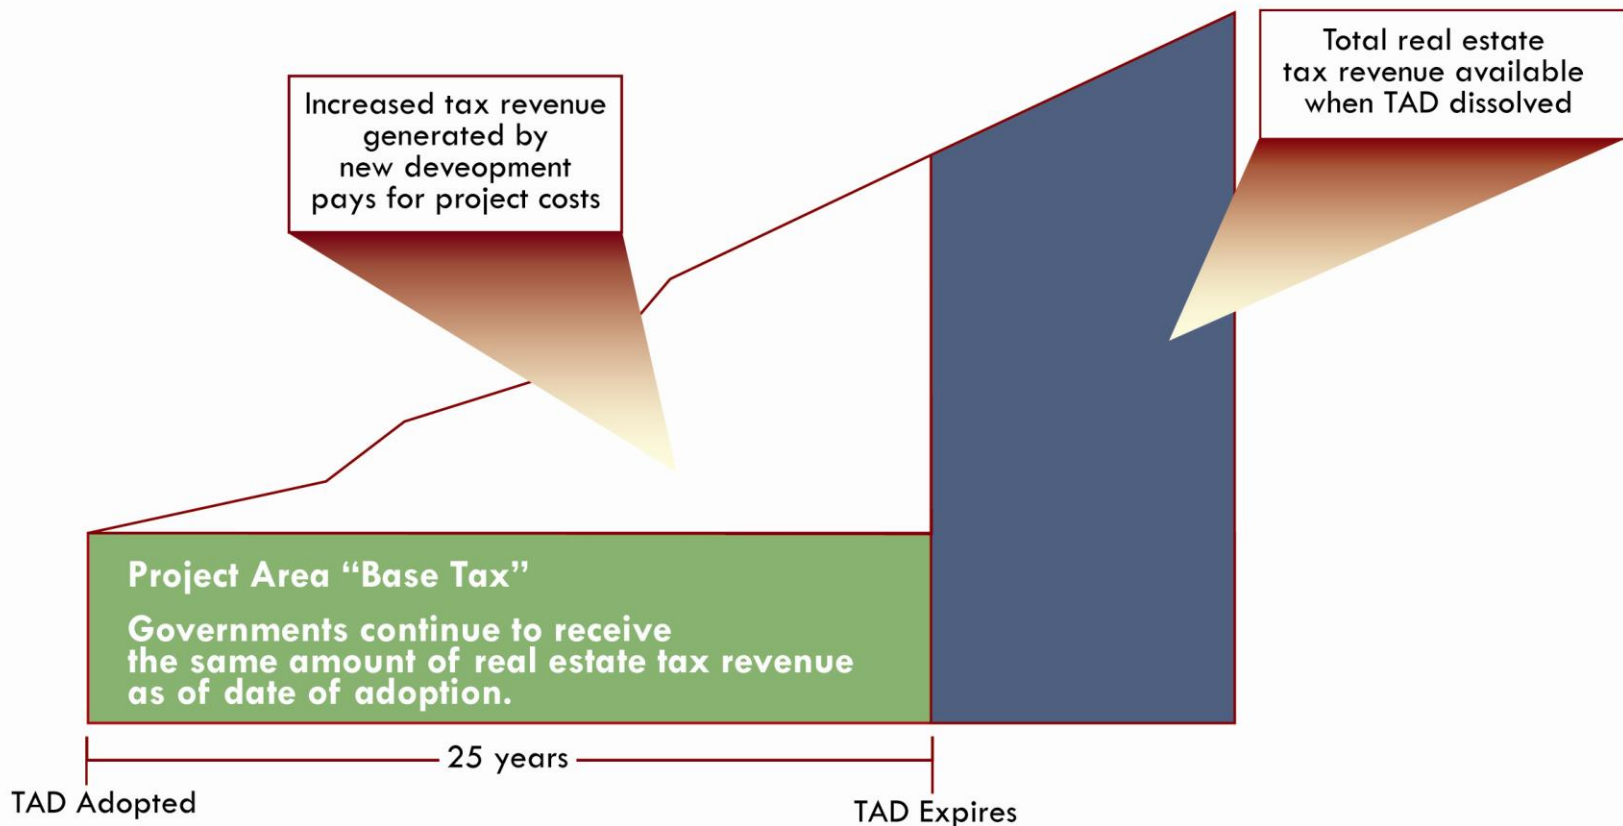 Increased tax revenue
generated by
new deveopment
pays for project costs
Total real estate
tax revenue available
when TAD dissolved
Project Area “Base Tax”
Governments continue to receive
the same amount of real estate tax revenue
as of date of adoption.
25 years
TAD Adopted
TAD Expires